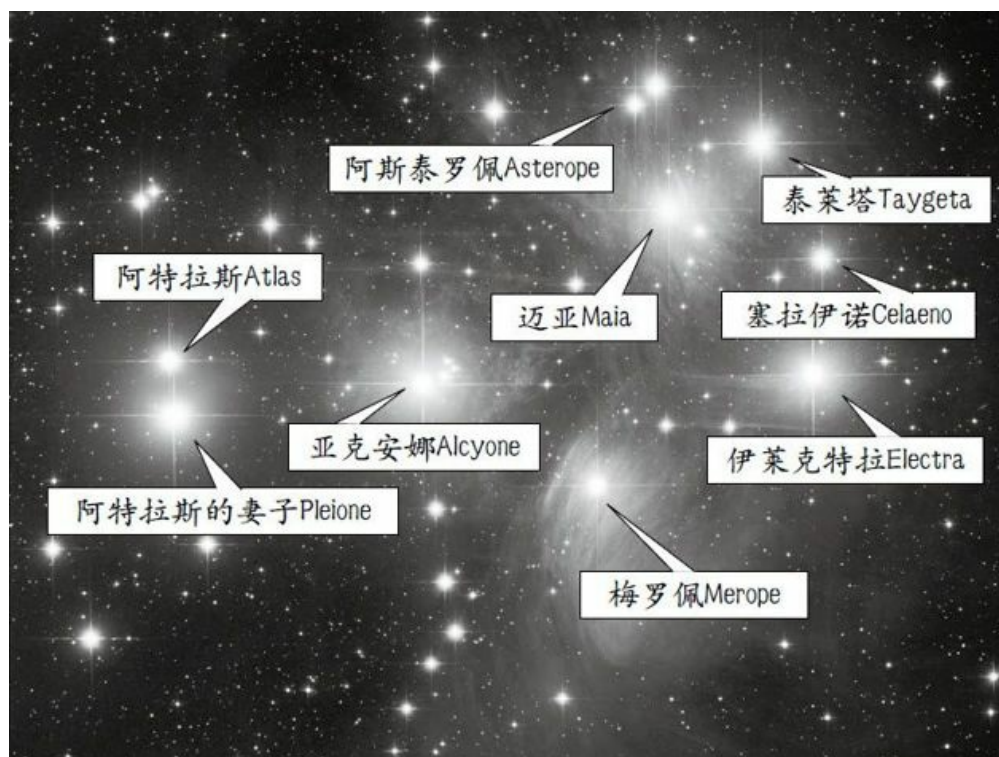 阿斯泰罗佩Asterope
泰莱塔Taygeta
阿特拉斯Atlas
迈亚Maia
塞拉伊诺Celaeno
亚克安娜Alcyone
伊莱克特拉Electra
阿特拉斯的妻子Pleione
梅罗佩Merope